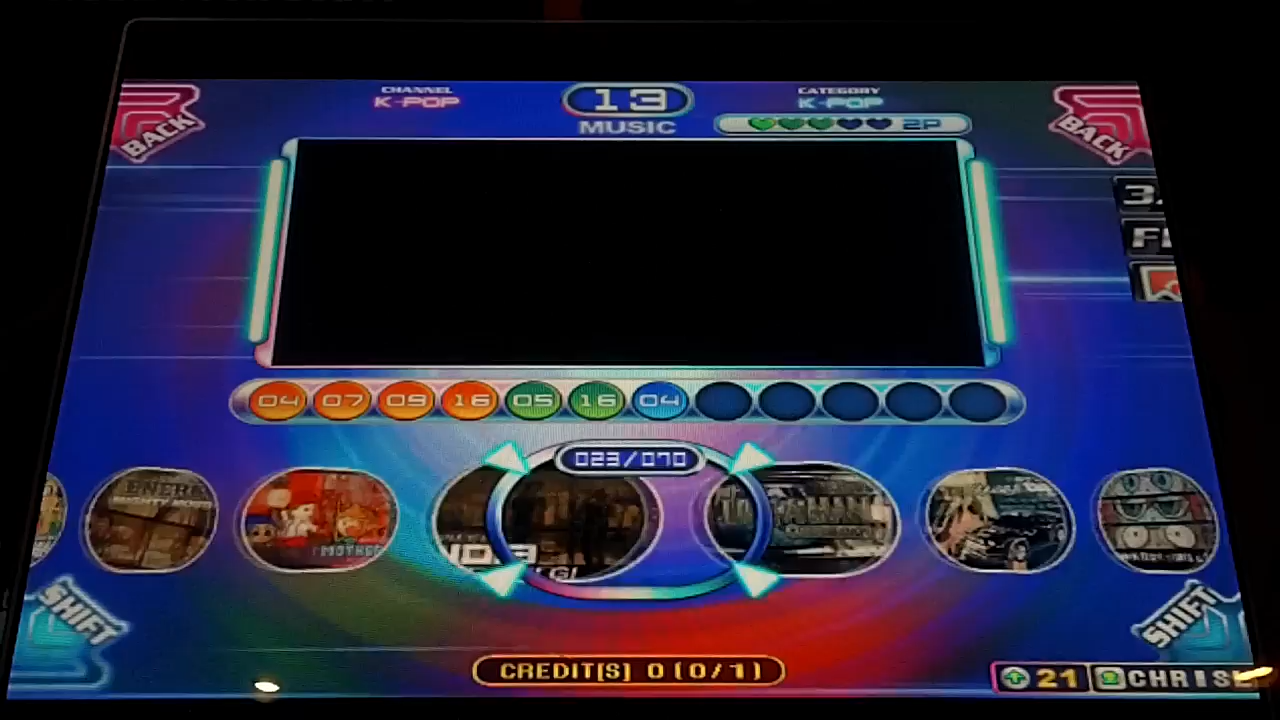 CHANNEL
K-POP
13
MUSIC
CATEGORY
K-POP
2P
BACK
BACK
04 07 09 16 05 16 04
023/070
SHIFT
SHIFT
CREDIT(S) 0(0/1)
21